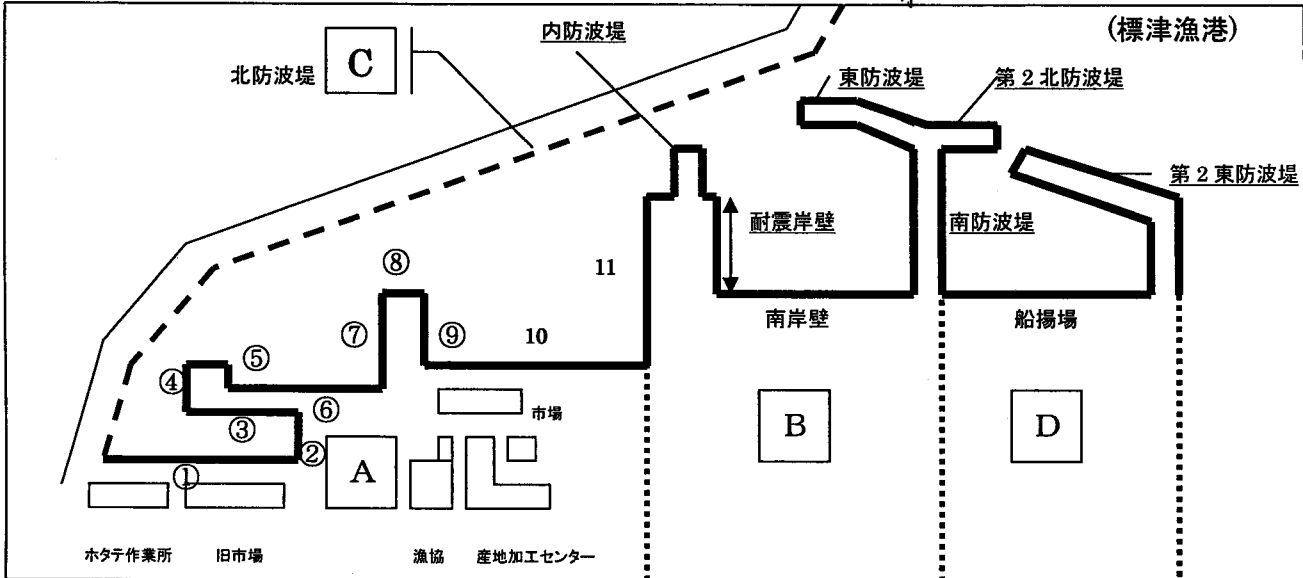 (標津漁港)
北防波堤
C
内防波堤
東防波堤
第2北防波堤
第2東防波堤
耐震岸壁
南防波堤
⑧
11
⑦
⑨
10
南岸壁
船揚場
⑤
④
⑥
③
市場
②
①
A
B
D
ホタテ作業所
旧市場
漁協
産地加工センター